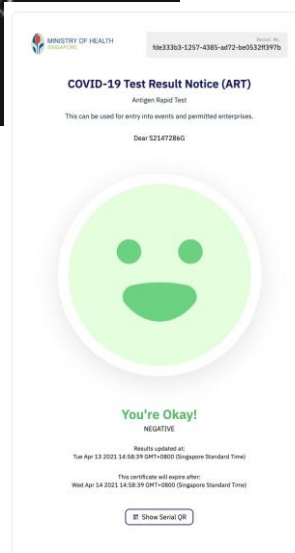 MINISTRY OF HEALTH
SINGAPORE
Serial No.
fde333b3-1257-4385-ad72-be0532ff397b
COVID-19 Test Result Notice (ART)
Antigen Rapid Test
This can be used for entry into events and permitted enterprises.
Dear S2147286G
You're Okay!
NEGATIVE
Results updated at:
Tue Apr 13 2021 14:58:39 GMT+0800 (Singapore Standard Time)
This certificate will expire after:
Wed Apr 14 2021 14:58:39 GMT+0800 (Singapore Standard Time)
Show Serial QR